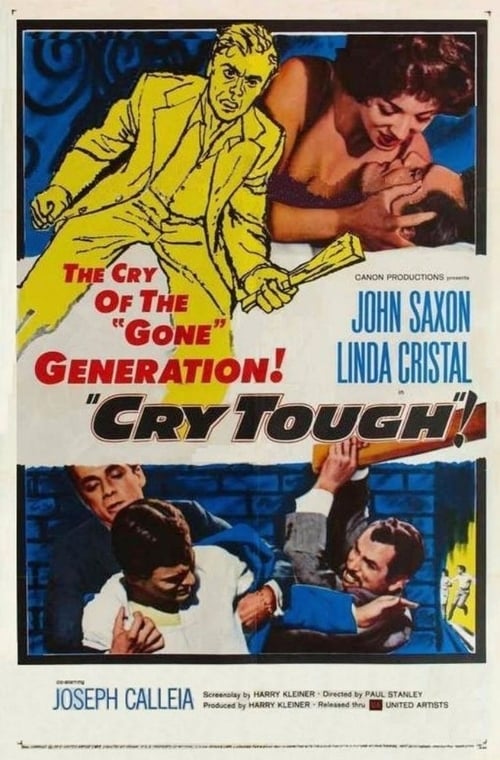 CANON PRODUCTIONS presents
JOHN SAXON
LINDA CRISTAL
in
THE CRY
OF THE
"GONE"
GENERATION!
"CRY TOUGH"!
co-starring
JOSEPH CALLEIA
Screenplay by HARRY KLEINER · Directed by PAUL STANLEY
Produced by HARRY KLEINER · Released thru UA UNITED ARTISTS